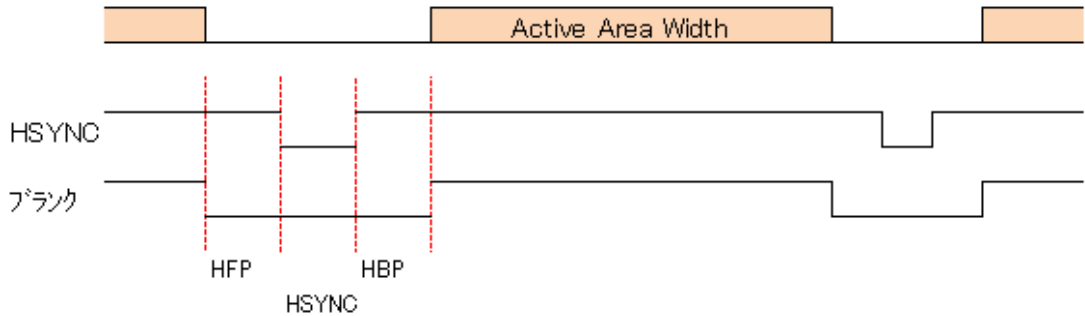 Active Area Width
HSYNC
ブランク
HFP
HBP
HSYNC